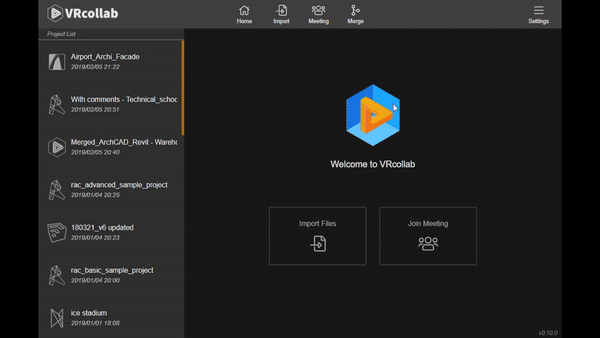 VRcollab
Home
Import
Meeting
Merge
Settings
Project List
Airport_Archi_Facade
2019/02/05 21:22
With comments - Technical_schoo
2019/02/05 20:51
Merged_ArchCAD_Revit - Wareho
2019/02/05 20:40
rac_advanced_sample_project
2019/01/04 20:25
180321_v6 updated
2019/01/04 20:23
rac_basic_sample_project
2019/01/04 20:00
ice stadium
2019/01/01 18:08
Welcome to VRcollab
Import Files
Join Meeting
v0.10.0